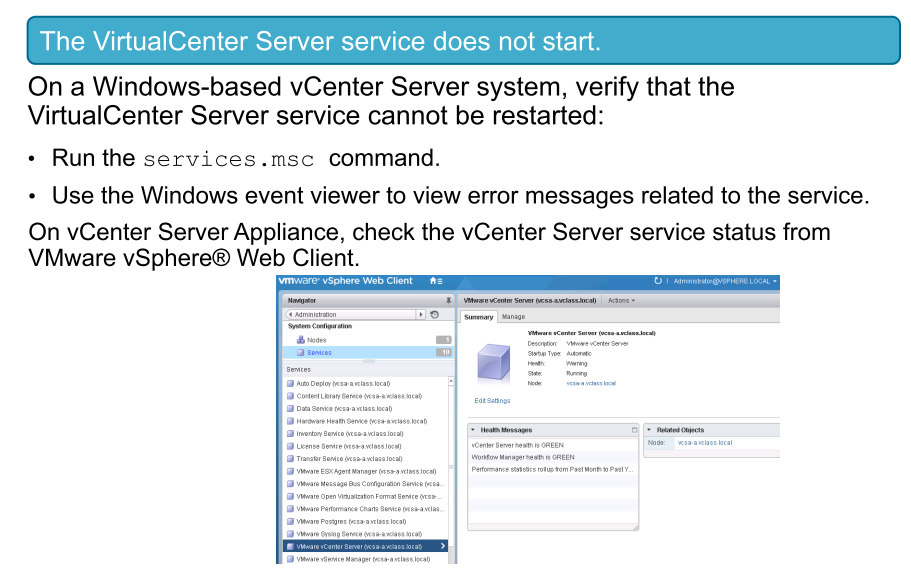 The VirtualCenter Server service does not start.
On a Windows-based vCenter Server system, verify that the
VirtualCenter Server service cannot be restarted:
• Run the services.msc command.
• Use the Windows event viewer to view error messages related to the service.
On vCenter Server Appliance, check the vCenter Server service status from
VMware vSphere® Web Client.
vmware® vSphere Web Client
Administrator@VSPHERE.LOCAL
Navigator
Administration
System Configuration
Nodes 1
Services 19
Services
Auto Deploy (vcsa-a.vclass.local)
Content Library Service (vcsa-a.vclass.local)
Data Service (vcsa-a.vclass.local)
Hardware Health Service (vcsa-a.vclass.local)
Inventory Service (vcsa-a.vclass.local)
License Service (vcsa-a.vclass.local)
Transfer Service (vcsa-a.vclass.local)
VMware ESX Agent Manager (vcsa-a.vclass.local)
VMware Message Bus Configuration Service (vcsa...
VMware Open Virtualization Format Service (vcsa-...
VMware Performance Charts Service (vcsa-a.vclas...
VMware Postgres (vcsa-a.vclass.local)
VMware Syslog Service (vcsa-a.vclass.local)
VMware vCenter Server (vcsa-a.vclass.local)
VMware vService Manager (vcsa-a.vclass.local)
VMware vCenter Server (vcsa-a.vclass.local) Actions
Summary Manage
VMware vCenter Server (vcsa-a.vclass.local)
Description: VMware vCenter Server
Startup Type: Automatic
Health: Warning
State: Running
Node: vcsa-a.vclass.local
Edit Settings
Health Messages
vCenter Server health is GREEN
Workflow Manager health is GREEN
Performance statistics rollup from Past Month to Past Y...
Related Objects
Node: vcsa-a.vclass.local